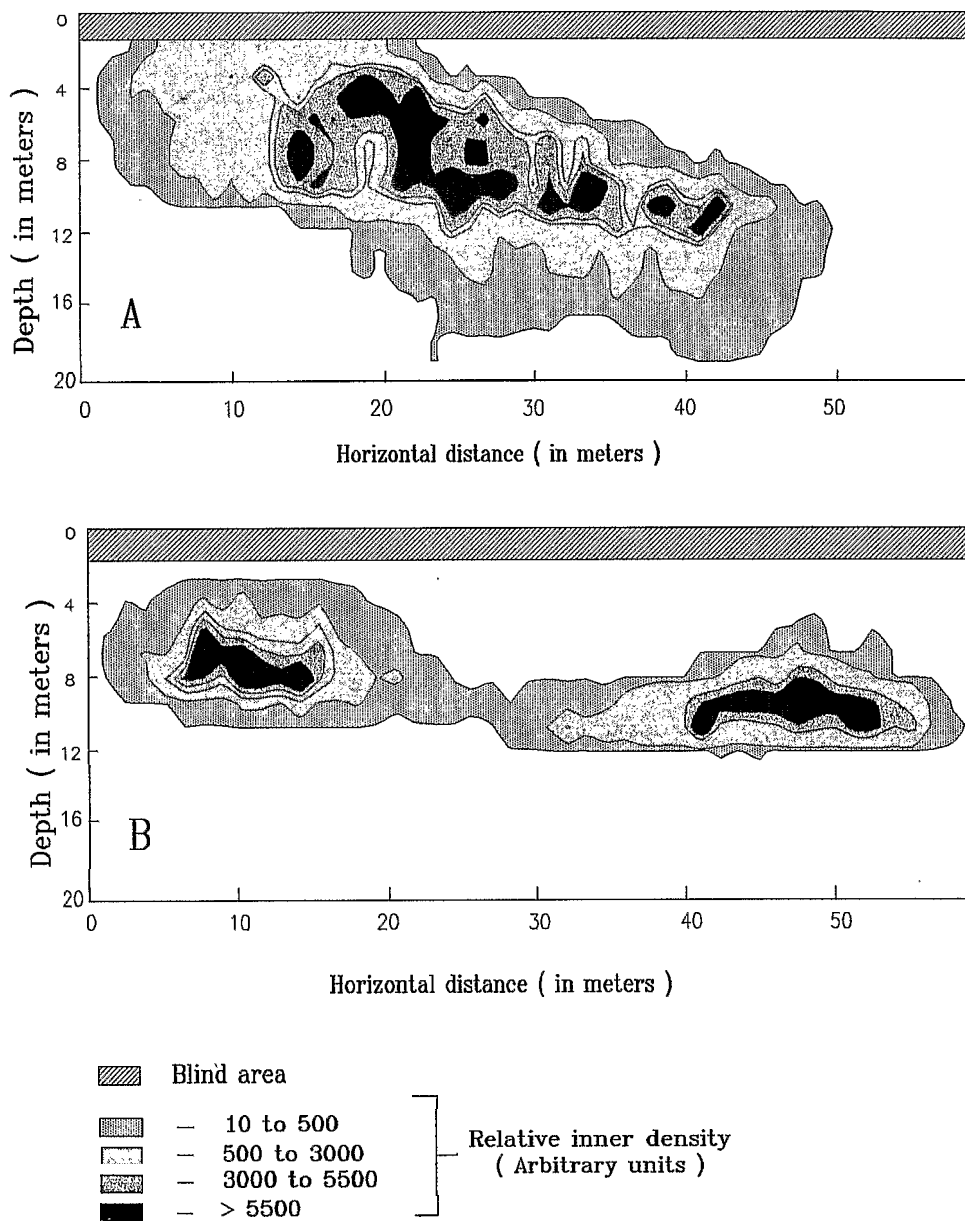 0
4
8
12
16
20
Depth ( in meters )
A
0 10 20 30 40 50
Horizontal distance ( in meters )
0
4
8
12
16
20
Depth ( in meters )
B
0 10 20 30 40 50
Horizontal distance ( in meters )
Blind area
– 10 to 500
– 500 to 3000
– 3000 to 5500
– > 5500
Relative inner density
( Arbitrary units )